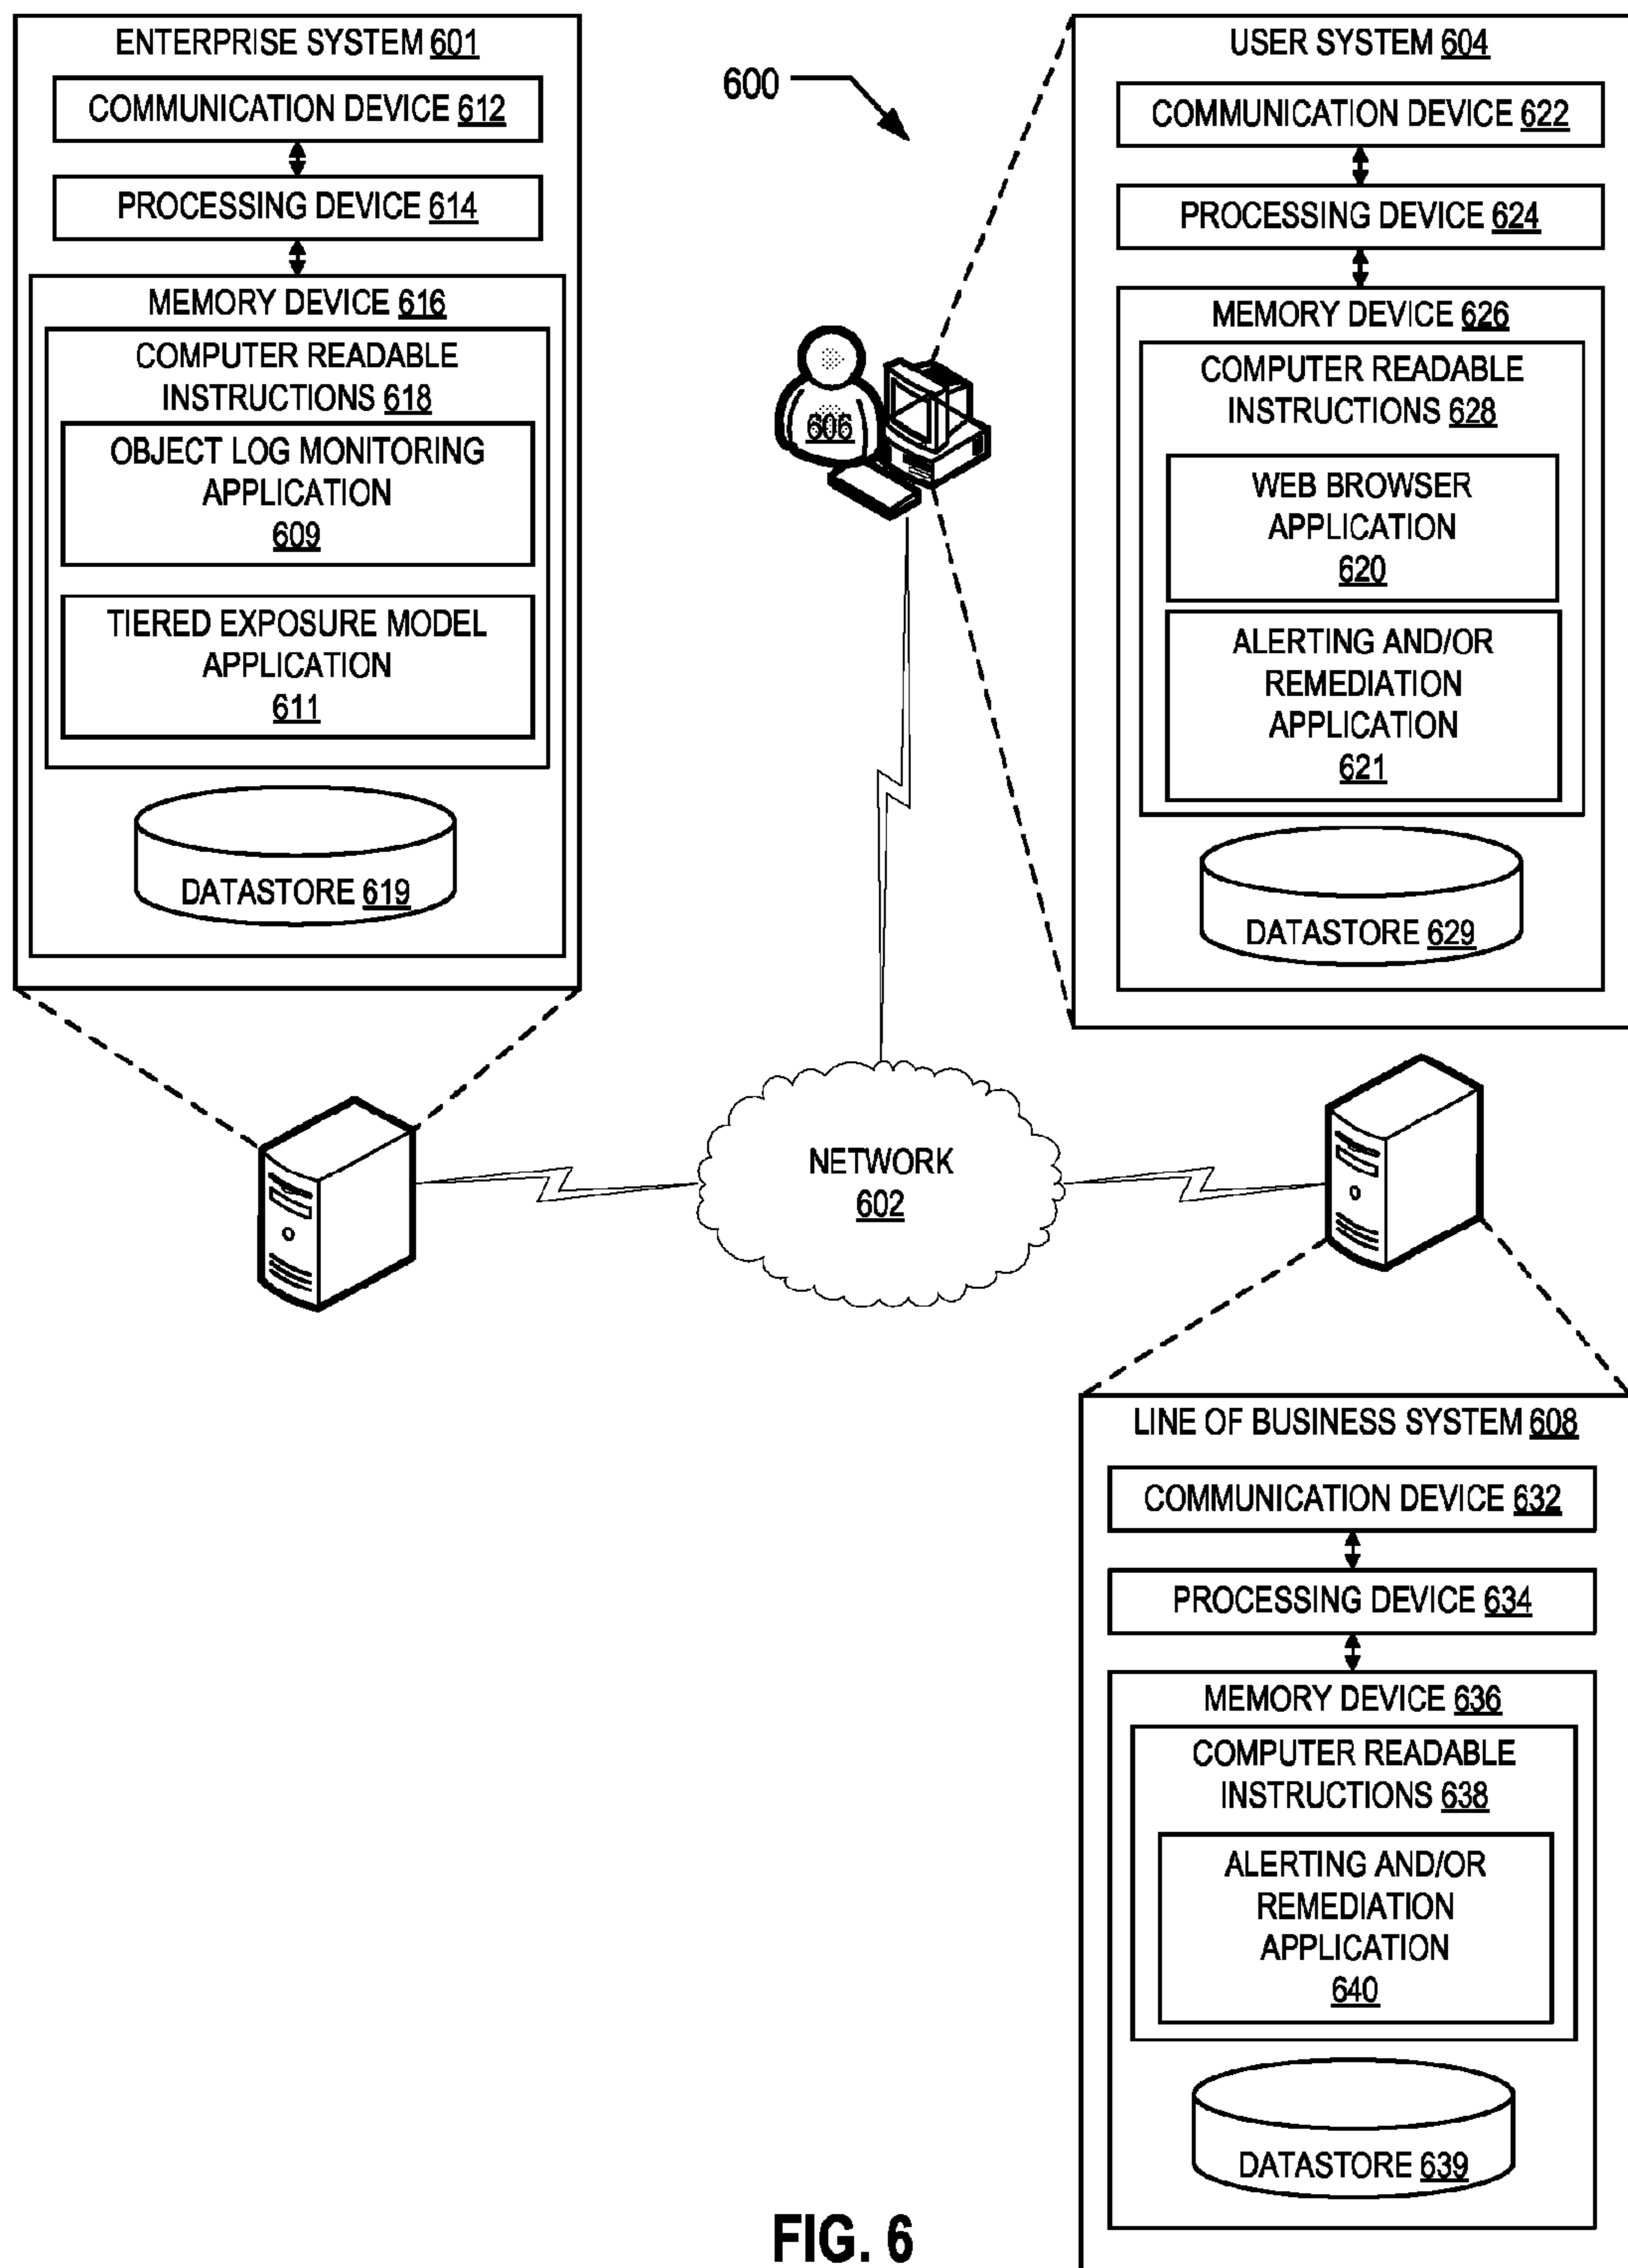 ENTERPRISE SYSTEM 601
COMMUNICATION DEVICE 612
PROCESSING DEVICE 614
MEMORY DEVICE 616
COMPUTER READABLE
INSTRUCTIONS 618
OBJECT LOG MONITORING
APPLICATION
609
TIERED EXPOSURE MODEL
APPLICATION
611
DATASTORE 619
600
606
USER SYSTEM 604
COMMUNICATION DEVICE 622
PROCESSING DEVICE 624
MEMORY DEVICE 626
COMPUTER READABLE
INSTRUCTIONS 628
WEB BROWSER
APPLICATION
620
ALERTING AND/OR
REMEDIATION
APPLICATION
621
DATASTORE 629
NETWORK
602
LINE OF BUSINESS SYSTEM 608
COMMUNICATION DEVICE 632
PROCESSING DEVICE 634
MEMORY DEVICE 636
COMPUTER READABLE
INSTRUCTIONS 638
ALERTING AND/OR
REMEDIATION
APPLICATION
640
DATASTORE 639
FIG. 6